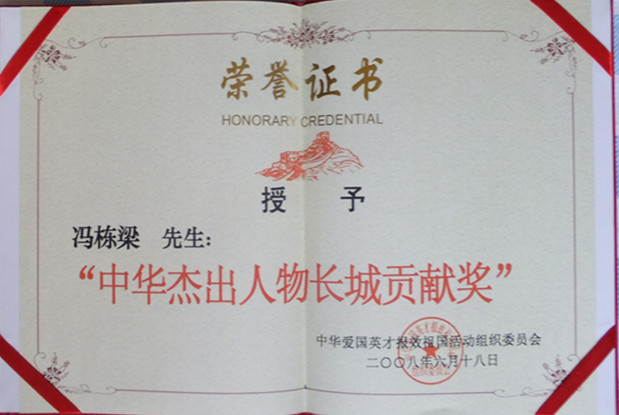 荣誉证书
HONORARY CREDENTIAL
授 予
冯栋梁 先生：
“中华杰出人物长城贡献奖”
中华爱国英才报效祖国活动组织委员会
二〇〇八年六月十八日